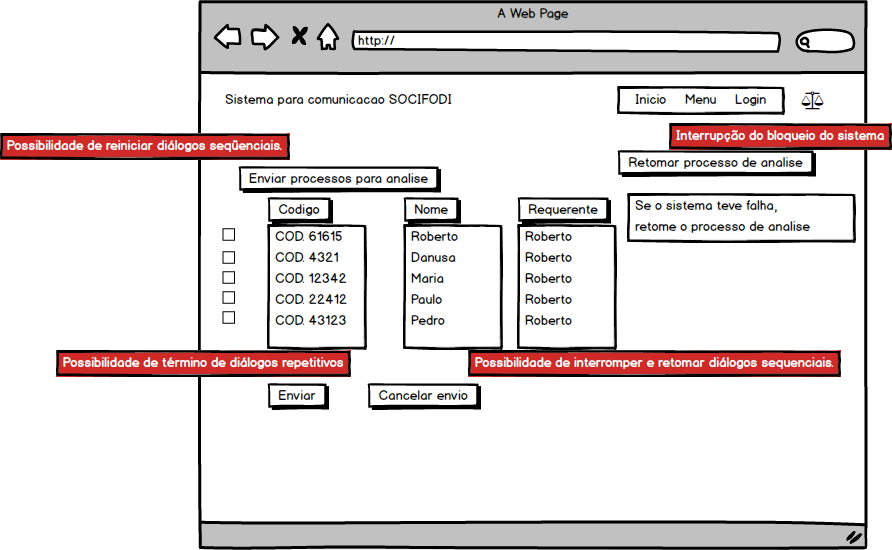 A Web Page
http://
Sistema para comunicacao SOCIFODI
Inicio Menu Login
Possibilidade de reiniciar diálogos seqüenciais.
Interrupção do bloqueio do sistema
Retomar processo de analise
Enviar processos para analise
Se o sistema teve falha,
retome o processo de analise
Codigo Nome Requerente
COD. 61615 Roberto Roberto
COD. 4321 Danusa Roberto
COD. 12342 Maria Roberto
COD. 22412 Paulo Roberto
COD. 43123 Pedro Roberto
Possibilidade de término de diálogos repetitivos
Possibilidade de interromper e retomar diálogos sequenciais.
Enviar Cancelar envio